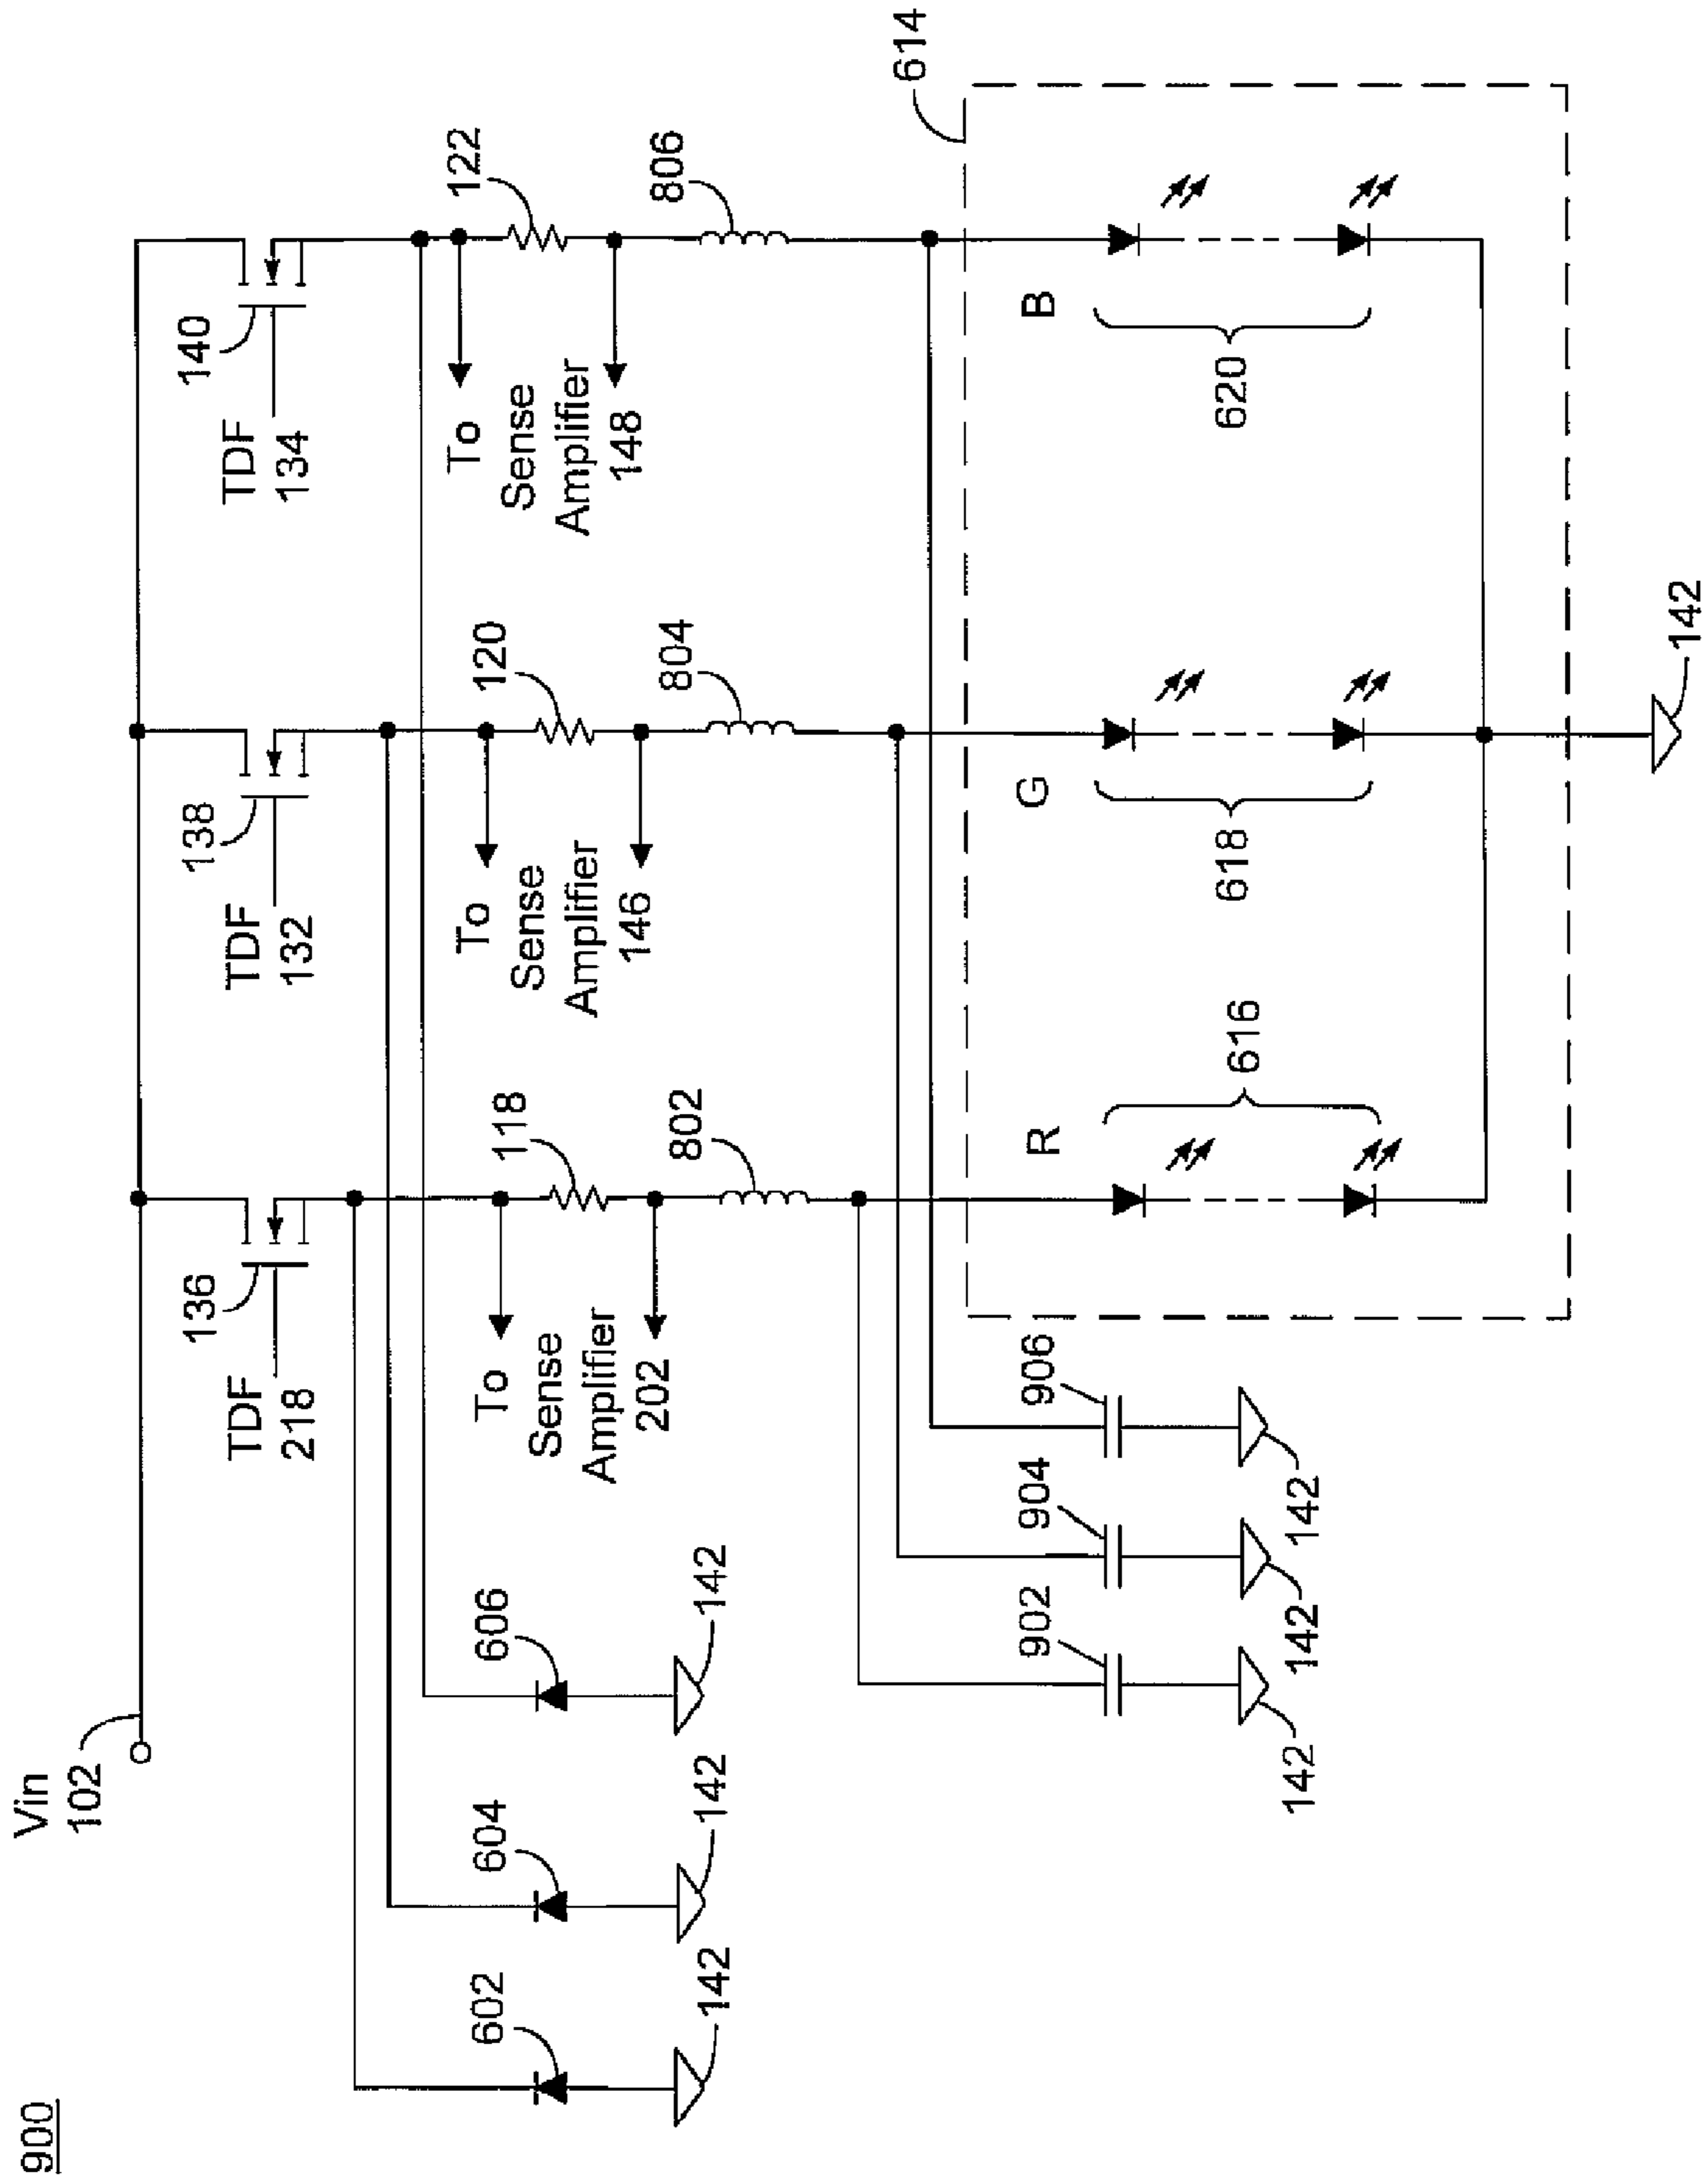 900
Vin
102
136
138
140
TDF
218
TDF
132
TDF
134
602
604
606
142
142
142
To
Sense
Amplifier
202
118
802
To
Sense
Amplifier
146
120
804
To
Sense
Amplifier
148
122
806
614
902
904
906
142
142
142
R
616
G
618
B
620
142